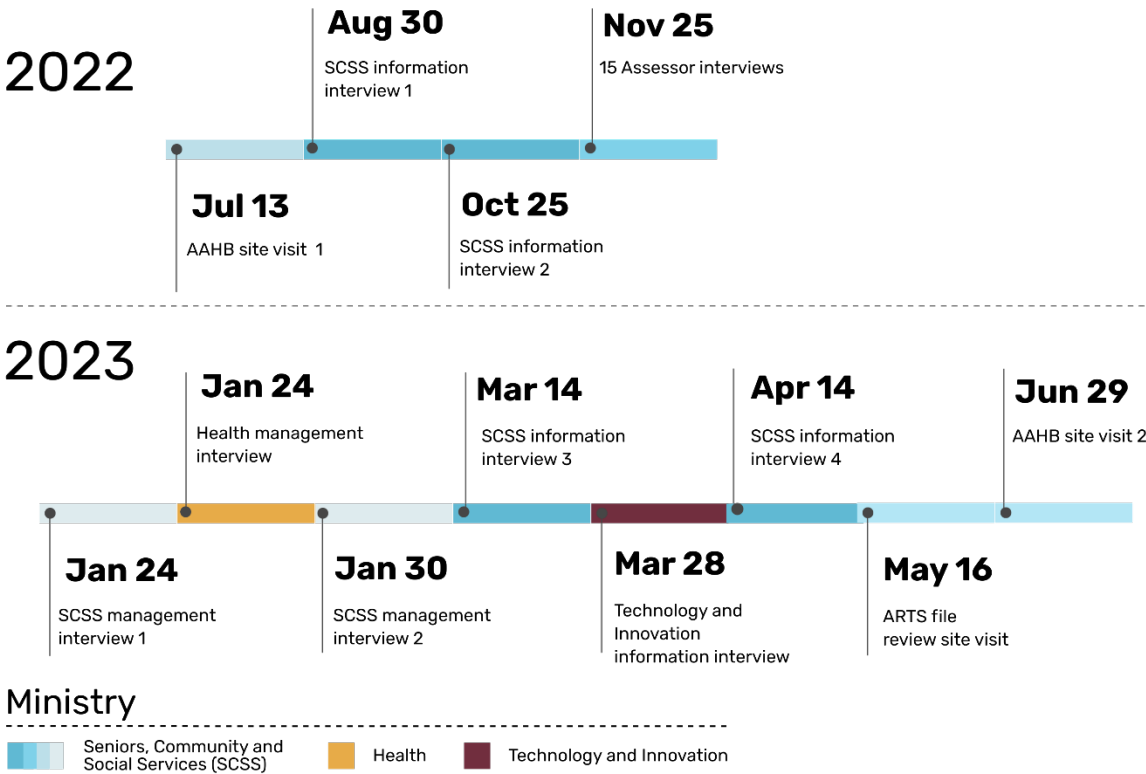 2022
Aug 30
SCSS information
interview 1
Nov 25
15 Assessor interviews
Jul 13
AAHB site visit 1
Oct 25
SCSS information
interview 2
2023
Jan 24
Health management
interview
Mar 14
SCSS information
interview 3
Apr 14
SCSS information
interview 4
Jun 29
AAHB site visit 2
Jan 24
SCSS management
interview 1
Jan 30
SCSS management
interview 2
Mar 28
Technology and
Innovation
information interview
May 16
ARTS file
review site visit
Ministry
Seniors, Community and
Social Services (SCSS)
Health
Technology and Innovation